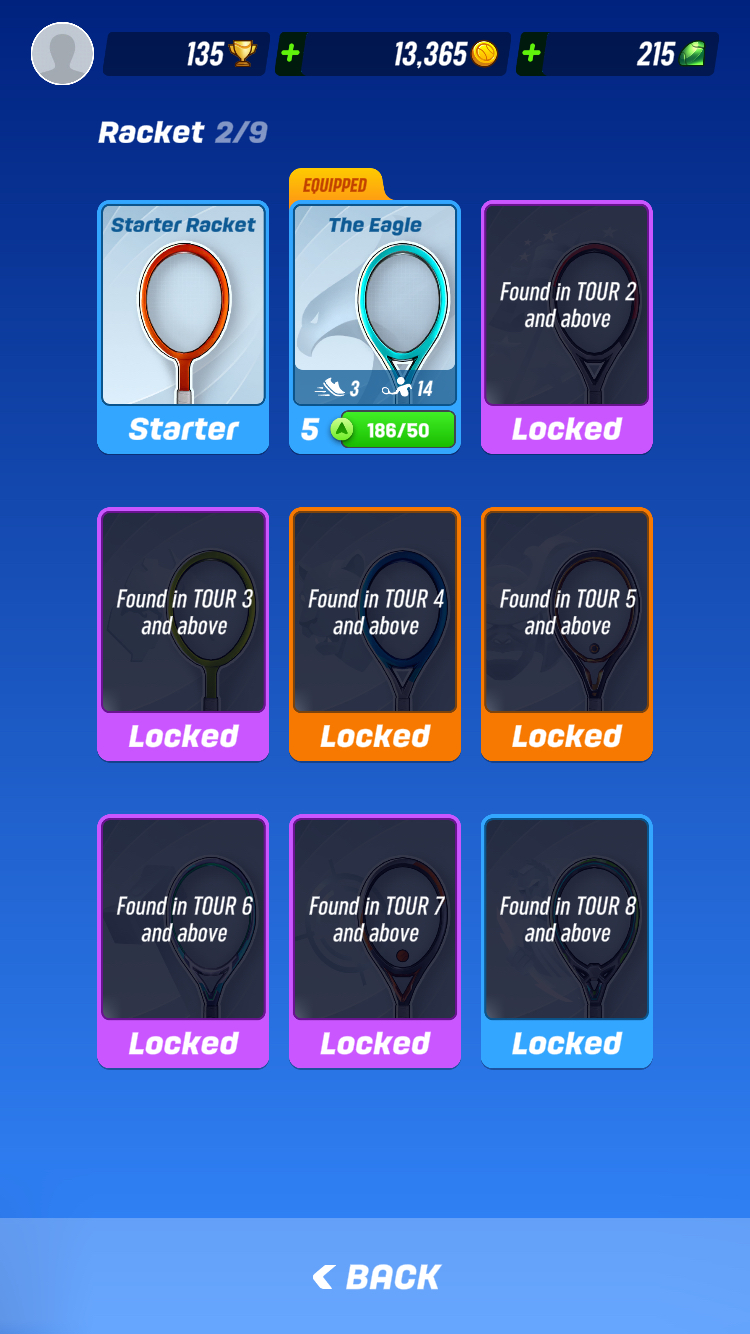 135
13,365
215
Racket 2/9
EQUIPPED
Starter Racket
The Eagle
Found in TOUR 2
and above
3
14
Starter
5
186/50
Locked
Found in TOUR 3
and above
Found in TOUR 4
and above
Found in TOUR 5
and above
Locked
Locked
Locked
Found in TOUR 6
and above
Found in TOUR 7
and above
Found in TOUR 8
and above
Locked
Locked
Locked
BACK